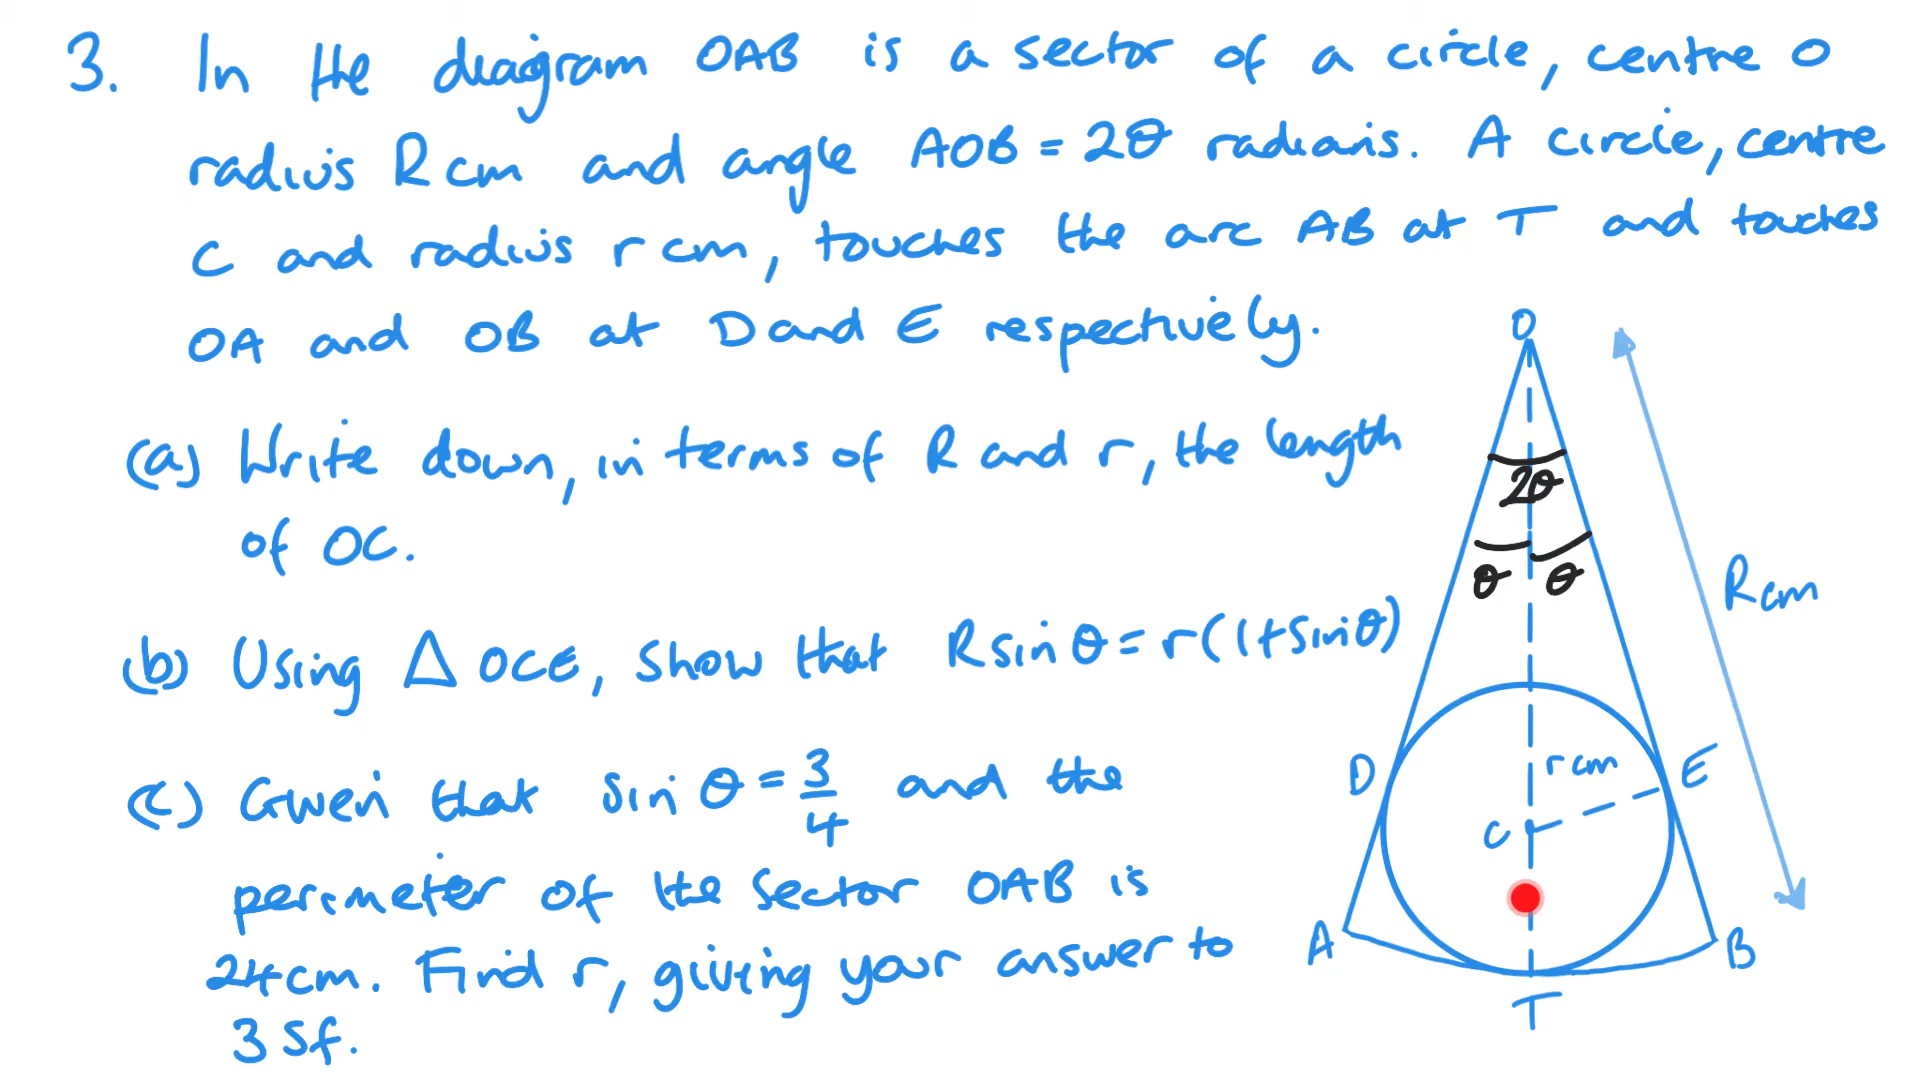 3. In the diagram OAB is a sector of a circle, centre O
radius R cm and angle AOB = 2θ radians. A circle, centre
C and radius r cm, touches the arc AB at T and touches
OA and OB at D and E respectively.
(a) Write down, in terms of R and r, the length
of OC.
(b) Using △ OCE, show that R sin θ = r(1+sin θ)
(c) Given that sin θ = 3/4 and the
perimeter of the sector OAB is
24cm. Find r, giving your answer to
3 sf.
O
2θ
θ θ
R cm
D
r cm
E
C
A
B
T